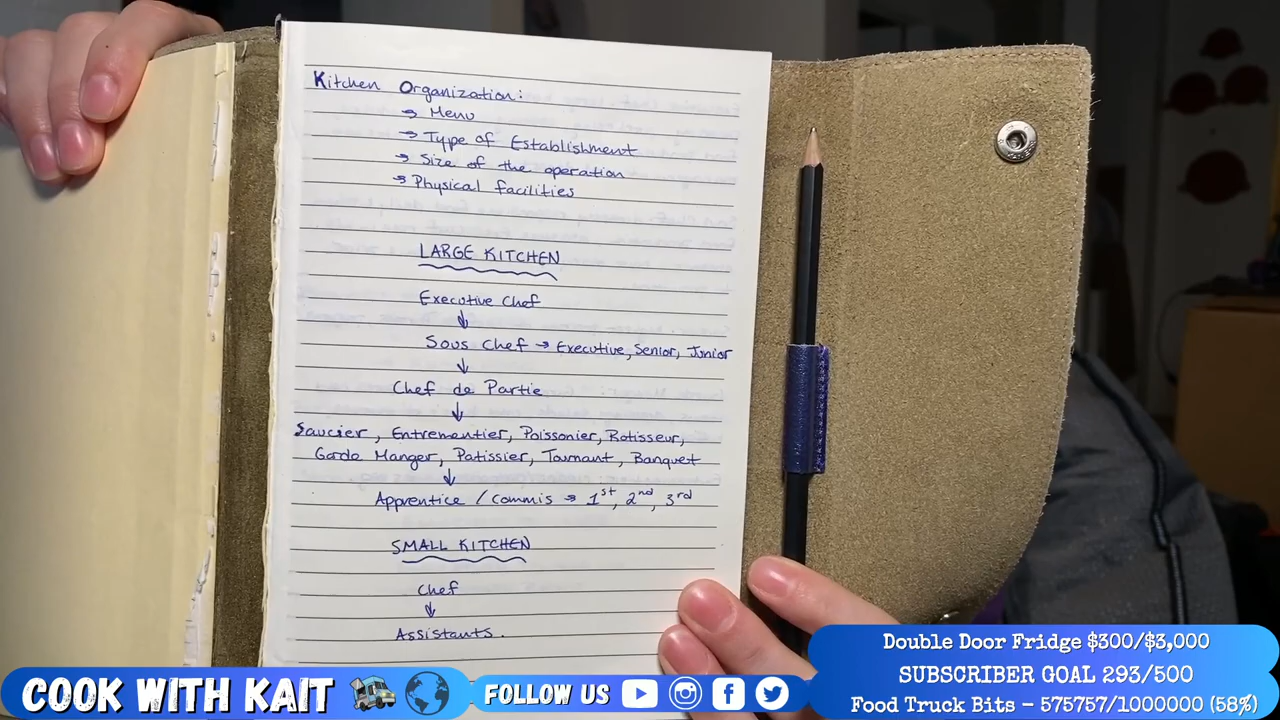 Kitchen Organization:
→ Menu
→ Type of Establishment
→ Size of the operation
→ Physical facilities
LARGE KITCHEN
Executive Chef
↓
Sous Chef → Executive, Senior, Junior
↓
Chef de Partie
↓
Saucier, Entrementier, Poissonier, Rotisseur,
Garde Manger, Patissier, Tournant, Banquet
↓
Apprentice / Commis → 1st, 2nd, 3rd
SMALL KITCHEN
Chef
↓
Assistants.
COOK WITH KAIT
FOLLOW US
Double Door Fridge $300/$3,000
SUBSCRIBER GOAL 293/500
Food Truck Bits - 575757/1000000 (58%)